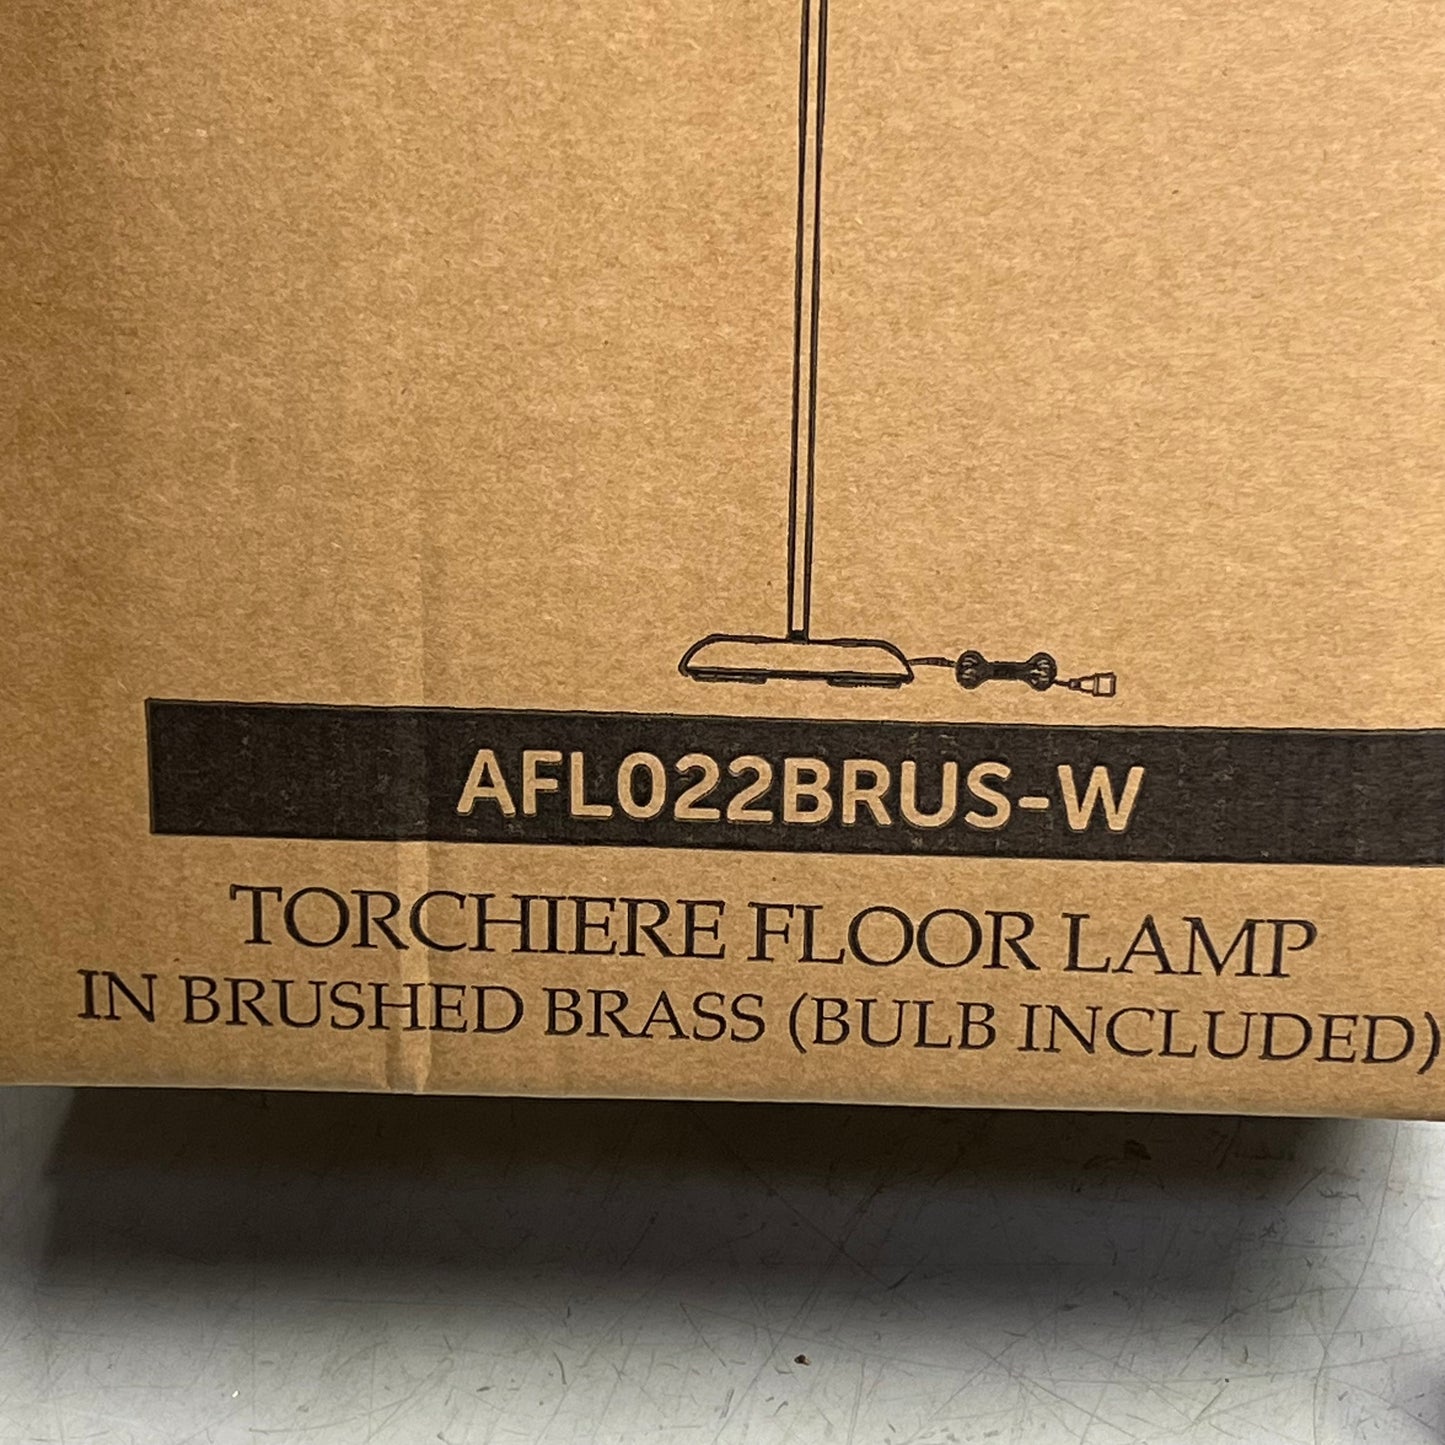 AFL022BRUS-W
TORCHIERE FLOOR LAMP
IN BRUSHED BRASS (BULB INCLUDED)